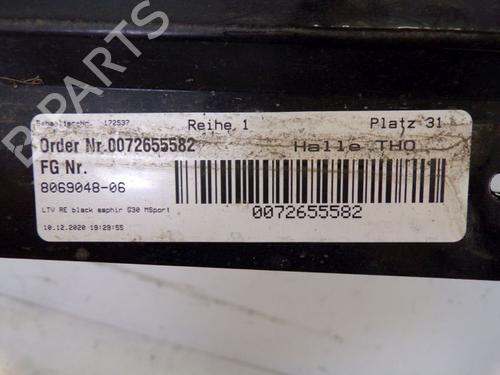 BehaelterNr. 172537
Reihe 1
Platz 31
Order Nr.0072655582
Halle THO
FG Nr.
8069048-06
0072655582
LTV RE black saphir G30 MSport
10.12.2020 19:29:55
B-PARTS